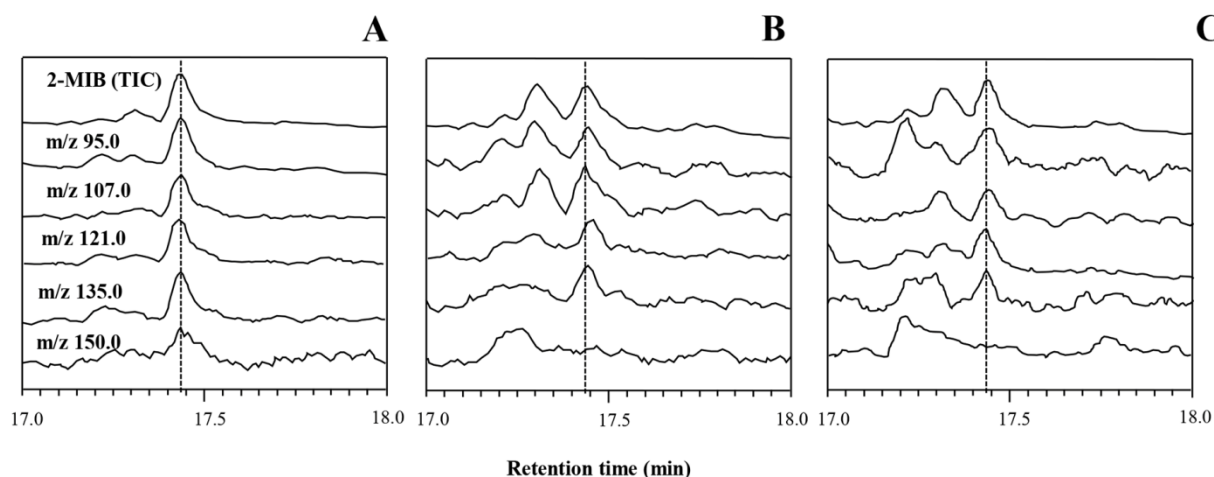 A
B
C
2-MIB (TIC)
m/z 95.0
m/z 107.0
m/z 121.0
m/z 135.0
m/z 150.0
17.0 17.5 18.0
17.0 17.5 18.0
17.0 17.5 18.0
Retention time (min)